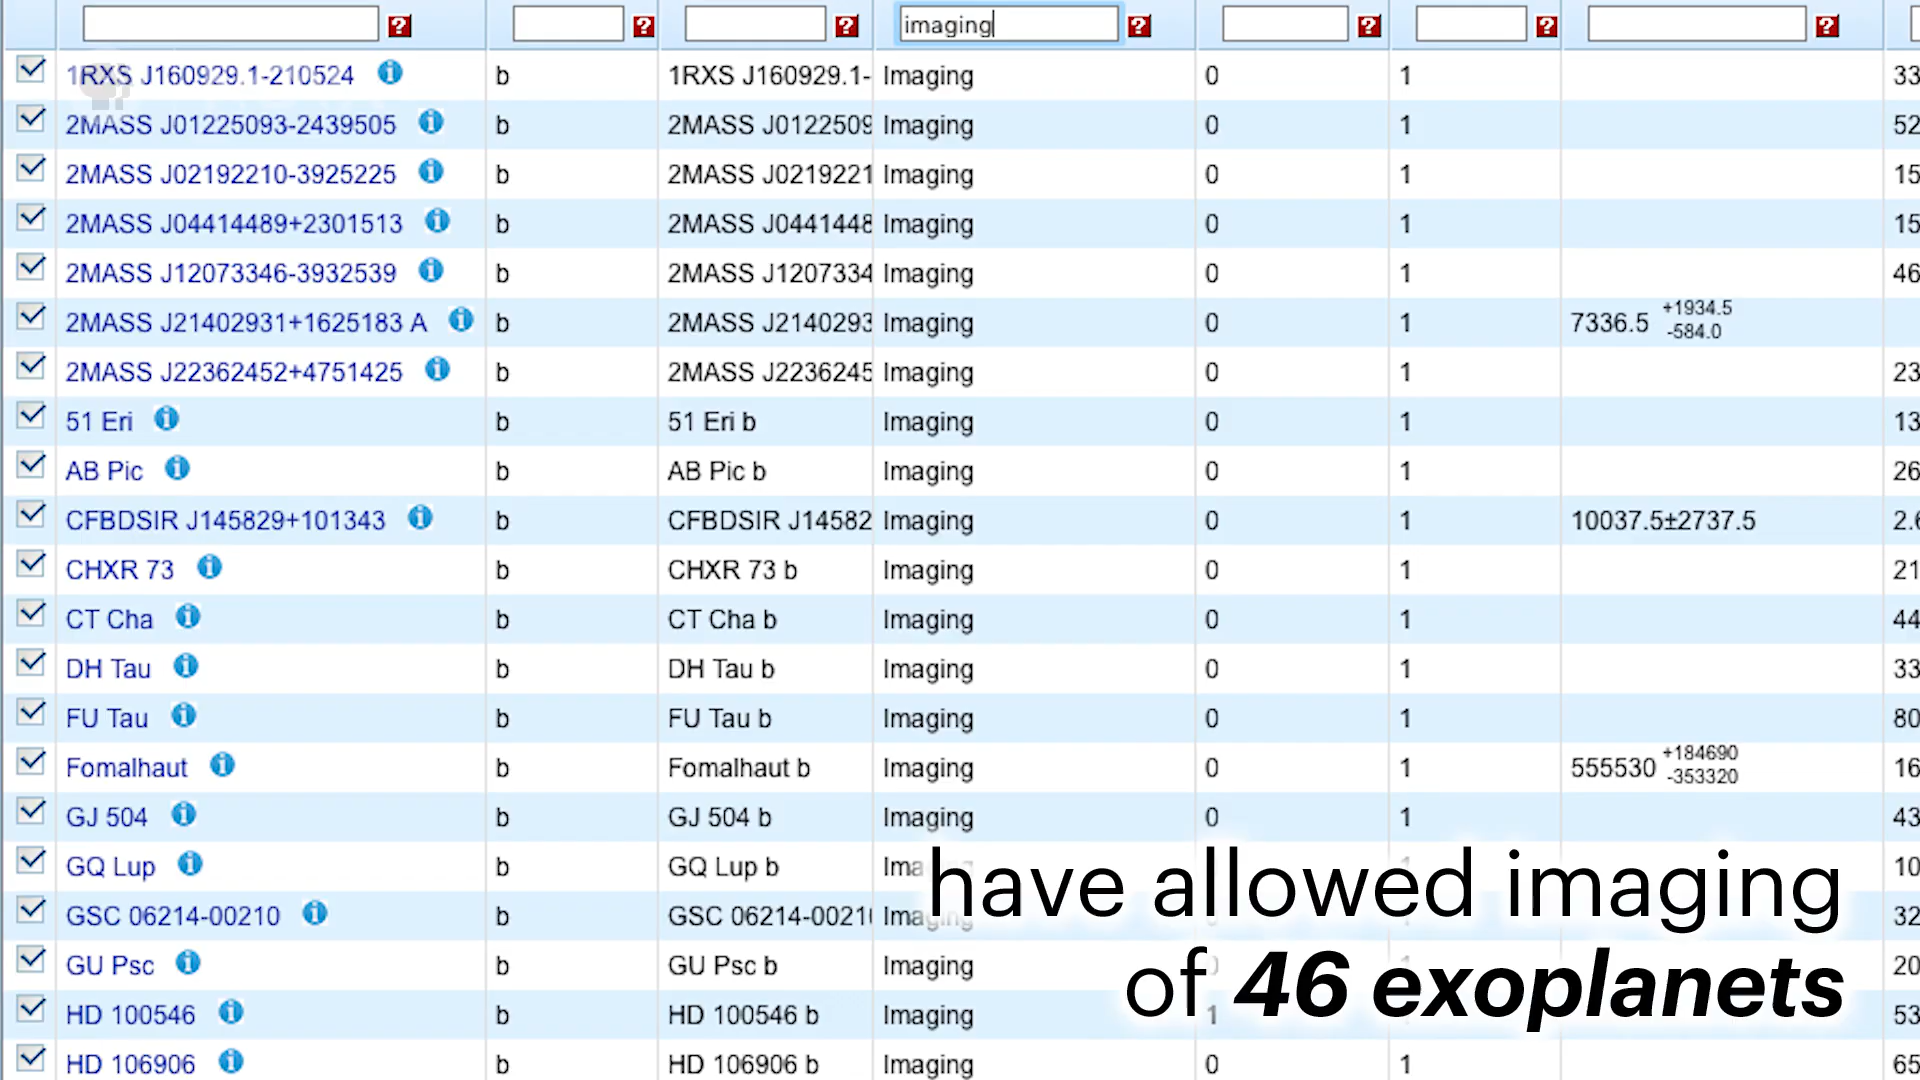 imaging
1RXS J160929.1-210524 b 1RXS J160929.1- Imaging 0 1 33
2MASS J01225093-2439505 b 2MASS J0122509 Imaging 0 1 52
2MASS J02192210-3925225 b 2MASS J0219221 Imaging 0 1 15
2MASS J04414489+2301513 b 2MASS J0441448 Imaging 0 1 15
2MASS J12073346-3932539 b 2MASS J1207334 Imaging 0 1 46
2MASS J21402931+1625183 A b 2MASS J2140293 Imaging 0 1 7336.5 +1934.5 -584.0
2MASS J22362452+4751425 b 2MASS J2236245 Imaging 0 1 23
51 Eri b 51 Eri b Imaging 0 1 13
AB Pic b AB Pic b Imaging 0 1 26
CFBDSIR J145829+101343 b CFBDSIR J14582 Imaging 0 1 10037.5±2737.5 2.6
CHXR 73 b CHXR 73 b Imaging 0 1 21
CT Cha b CT Cha b Imaging 0 1 44
DH Tau b DH Tau b Imaging 0 1 33
FU Tau b FU Tau b Imaging 0 1 80
Fomalhaut b Fomalhaut b Imaging 0 1 555530 +184690 -353320 16
GJ 504 b GJ 504 b Imaging 0 1 43
GQ Lup b GQ Lup b 10
GSC 06214-00210 b GSC 06214-0021 32
GU Psc b GU Psc b Imaging 20
HD 100546 b HD 100546 b Imaging 1 53
HD 106906 b HD 106906 b Imaging 0 1 65
have allowed imaging
of 46 exoplanets